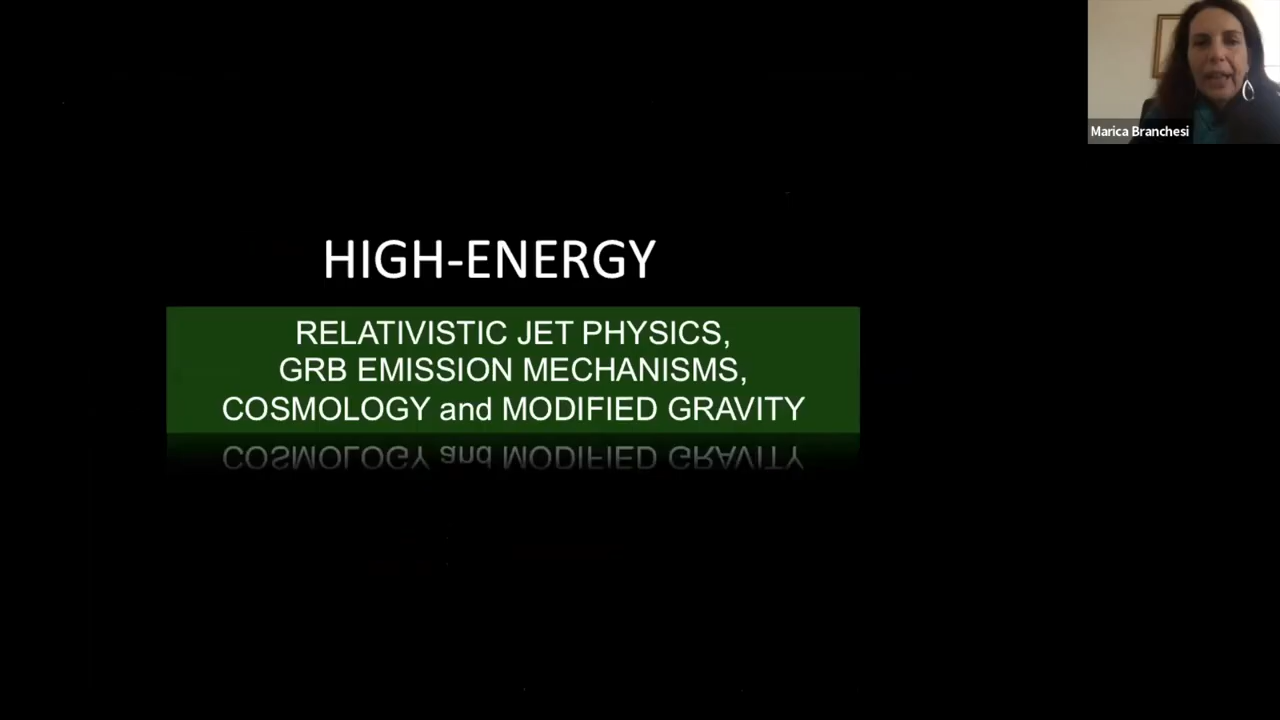 Marica Branchesi
HIGH-ENERGY
RELATIVISTIC JET PHYSICS,
GRB EMISSION MECHANISMS,
COSMOLOGY and MODIFIED GRAVITY